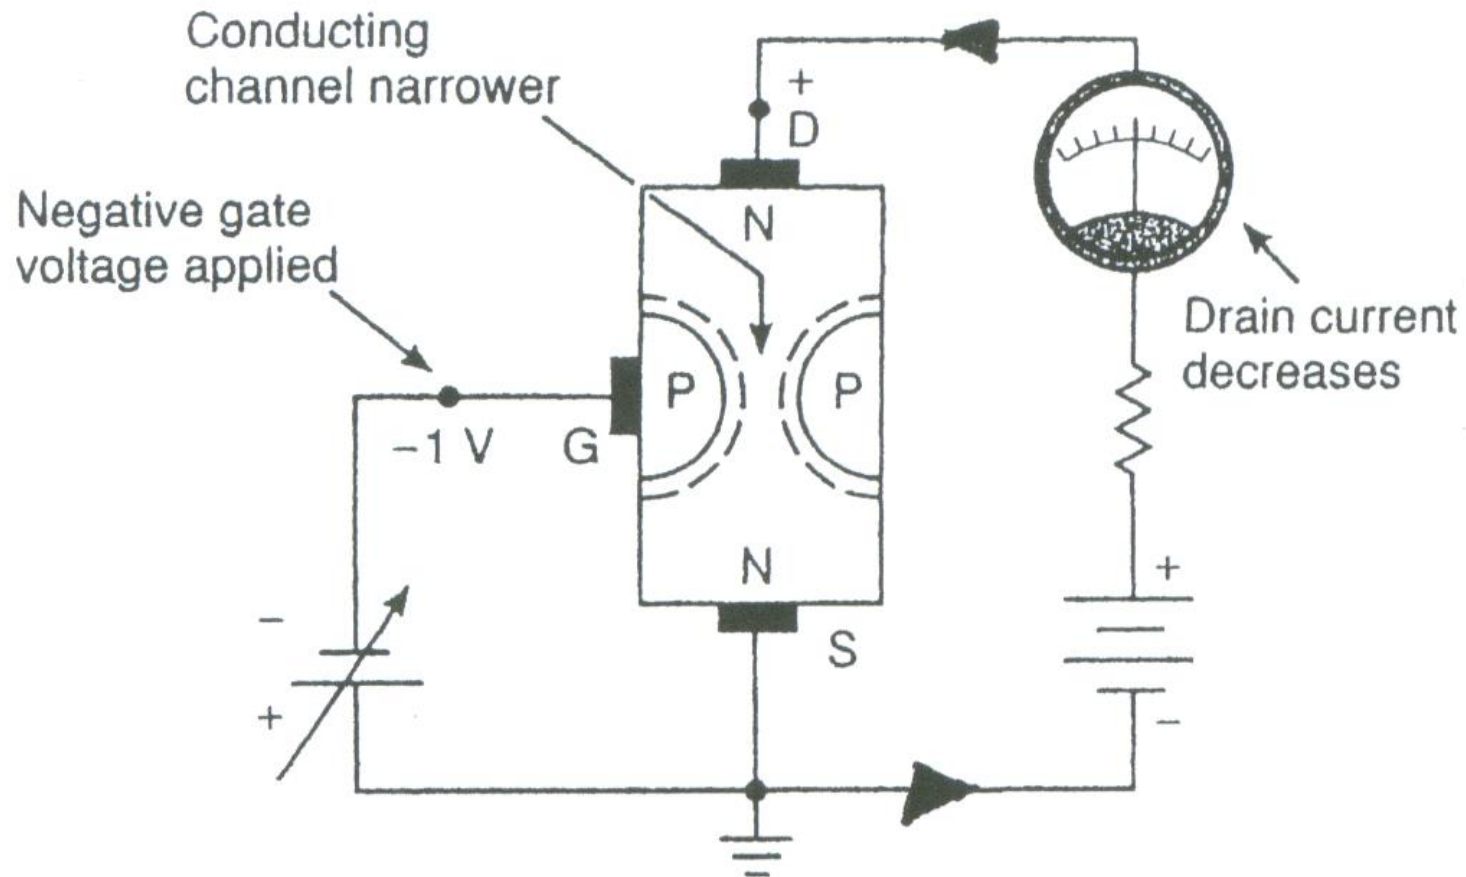 Conducting
channel narrower
+
D
Negative gate
voltage applied
N
Drain current
decreases
P
P
−1 V
G
N
+
−
S
+
−